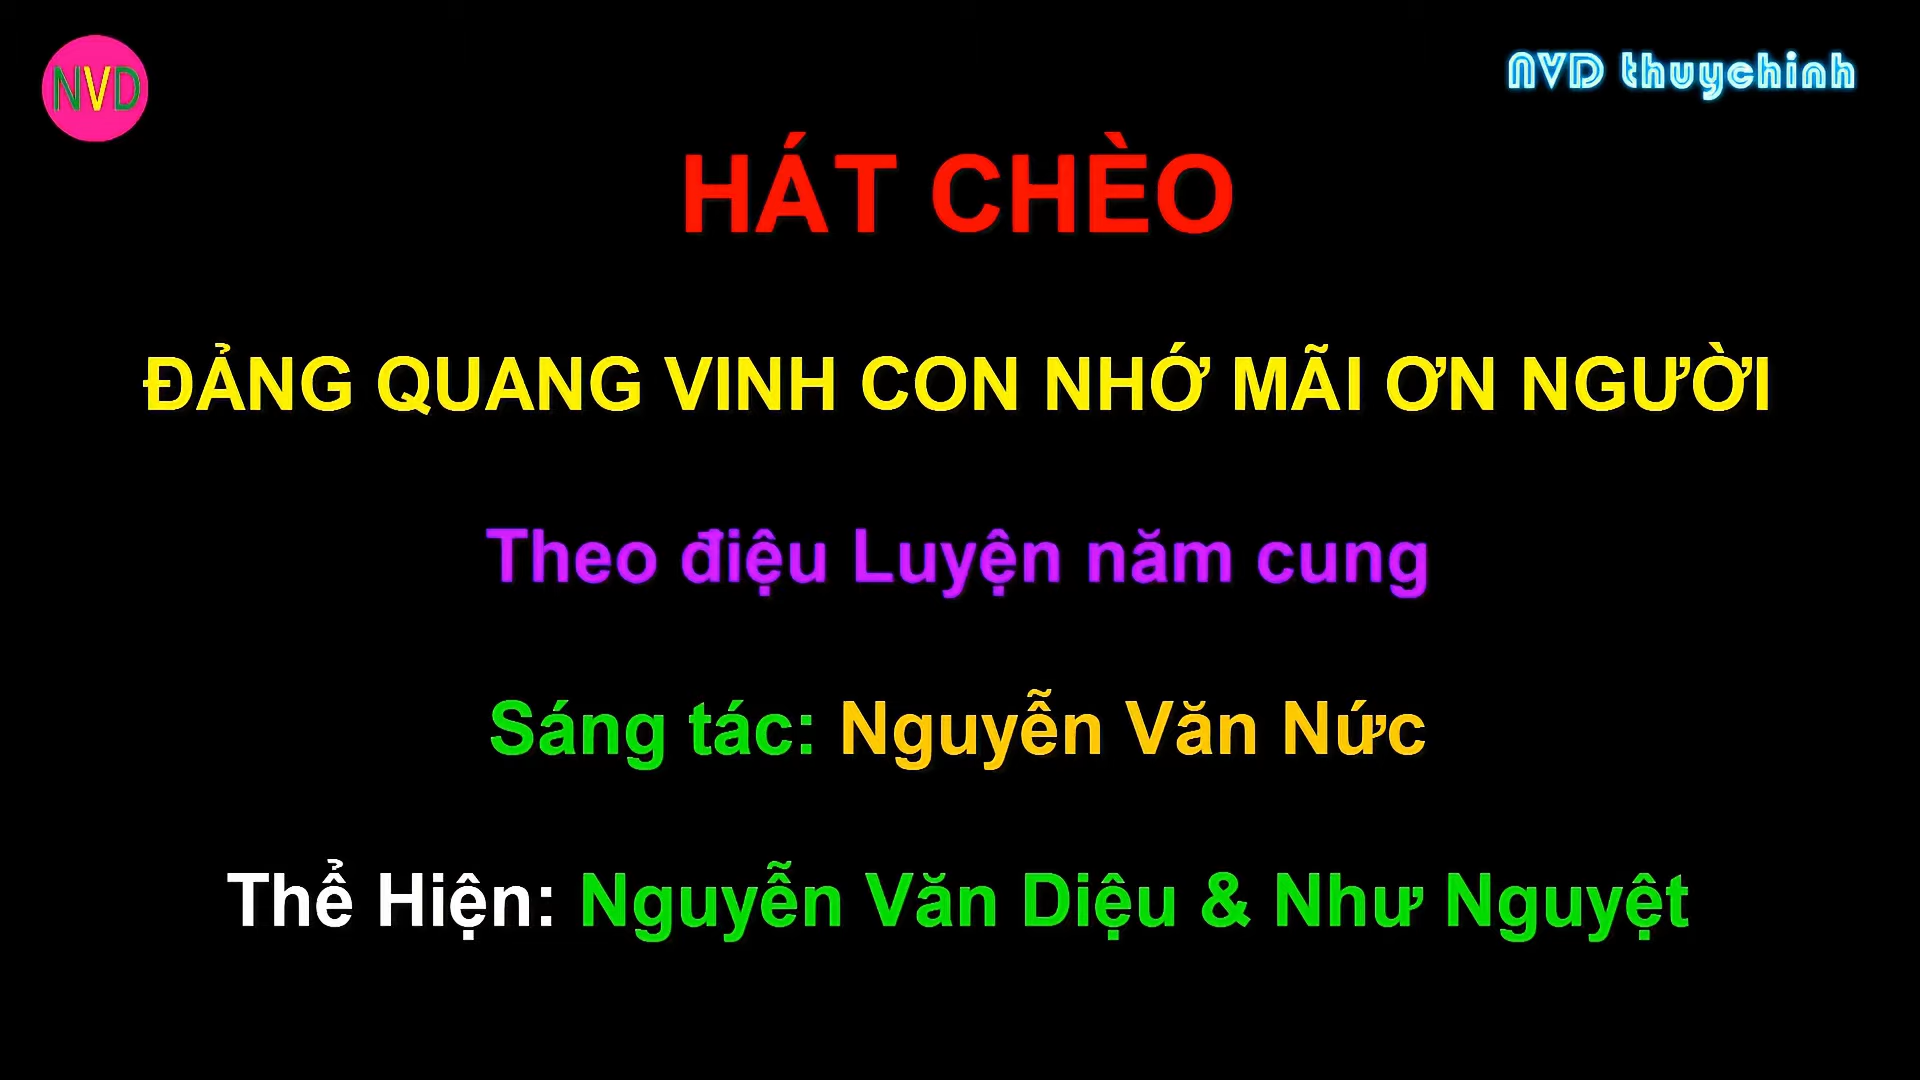 NVD
NVD thuychinh
HÁT CHÈO
ĐẢNG QUANG VINH CON NHỚ MÃI ƠN NGƯỜI
Theo điệu Luyện năm cung
Sáng tác: Nguyễn Văn Nức
Thể Hiện: Nguyễn Văn Diệu & Như Nguyệt